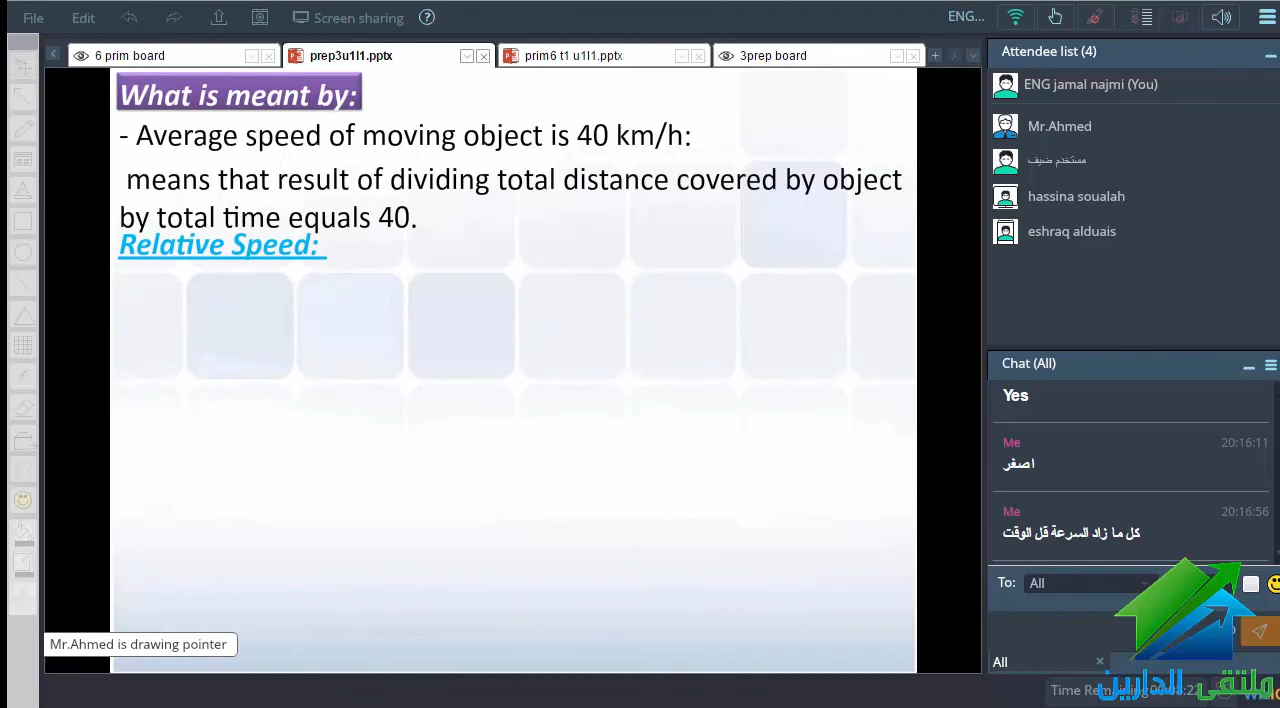 File Edit Screen sharing ENG...
6 prim board prep3u1l1.pptx prim6 t1 u1l1.pptx 3prep board
What is meant by:
- Average speed of moving object is 40 km/h:
means that result of dividing total distance covered by object
by total time equals 40.
Relative Speed:
Mr.Ahmed is drawing pointer
Attendee list (4)
ENG jamal najmi (You)
Mr.Ahmed
مستخدم ضيف
hassina soualah
eshraq alduais
Chat (All)
Yes
Me 20:16:11
اصغر
Me 20:16:56
كل ما زاد السرعة قل الوقت
To: All
All
Time
ملتقى الدارين